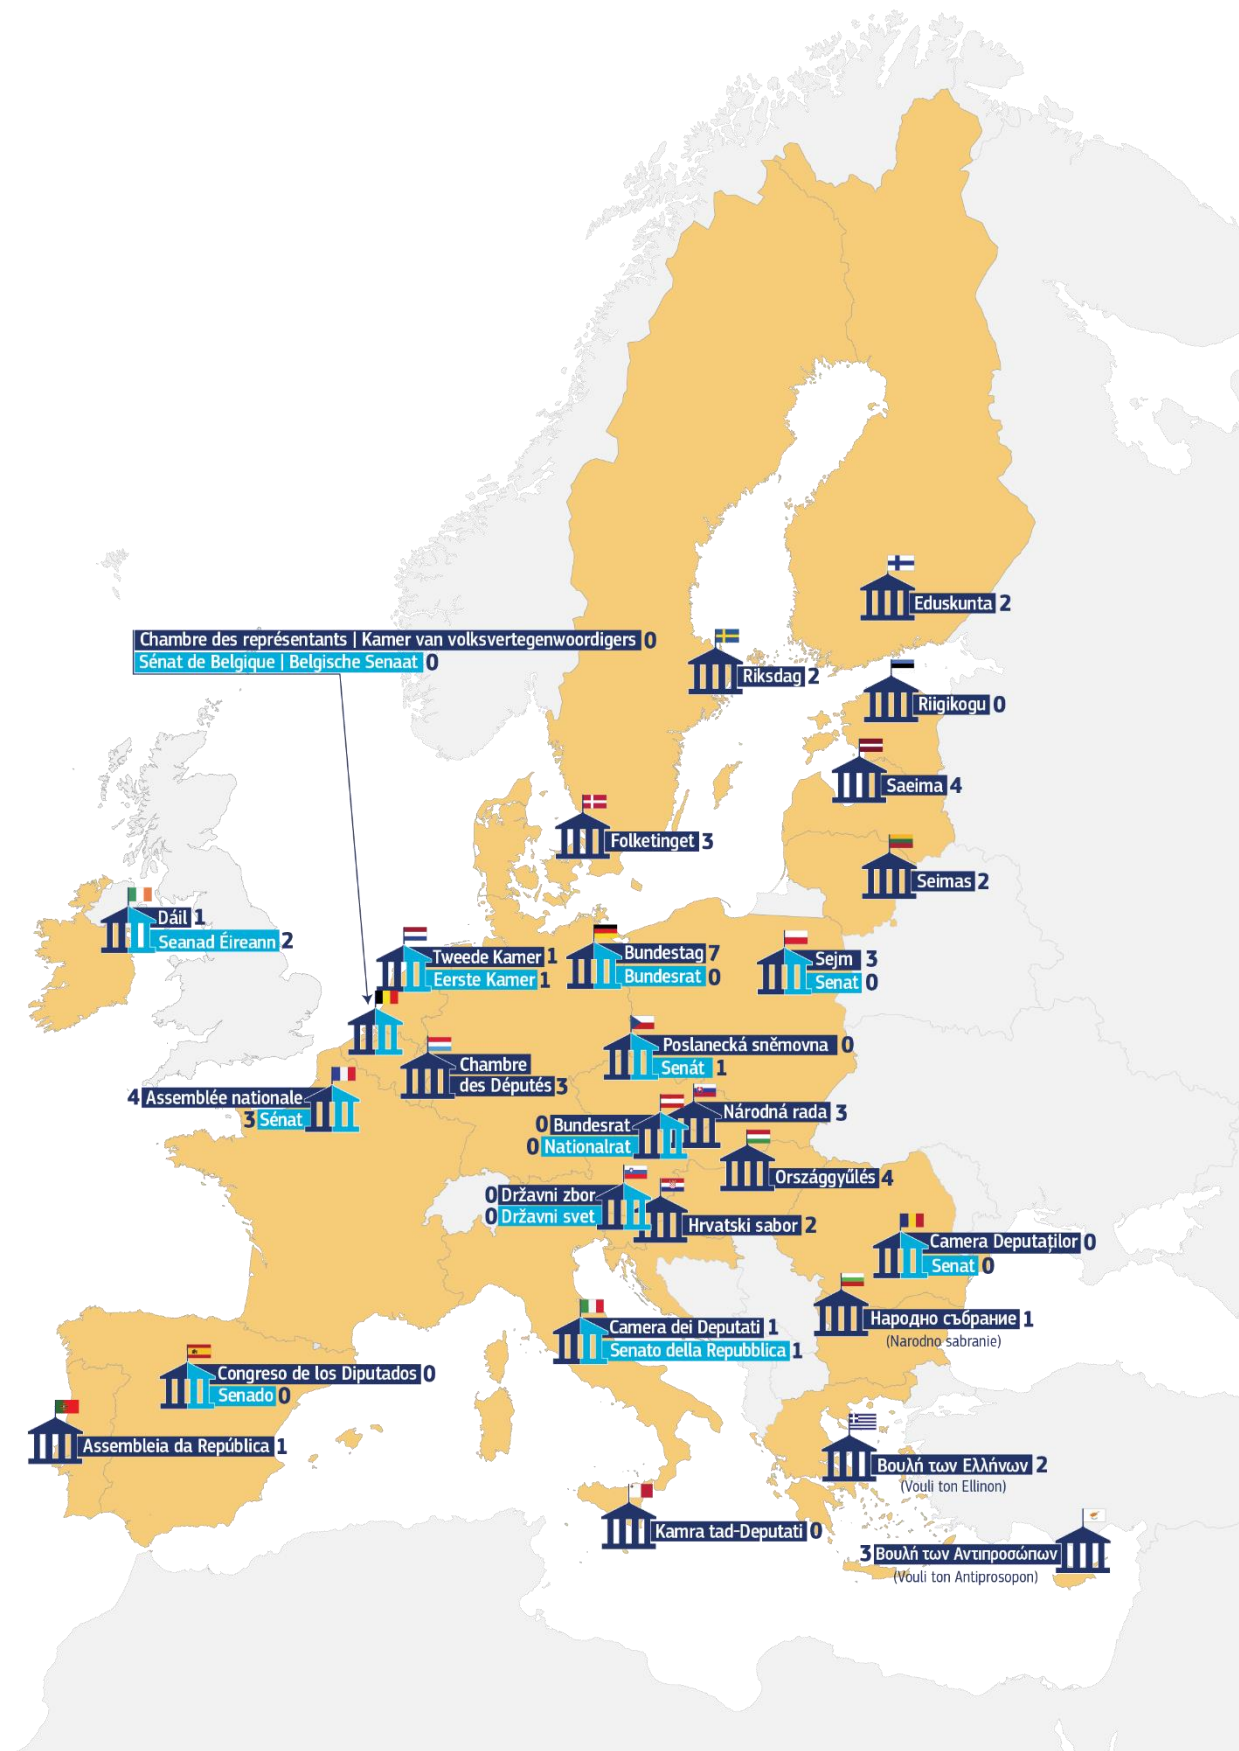 Eduskunta 2
Chambre des représentants | Kamer van volksvertegenwoordigers 0
Sénat de Belgique | Belgische Senaat 0
Riksdag 2
Riigikogu 0
Saeima 4
Folketinget 3
Seimas 2
Dáil 1
Seanad Éireann 2
Tweede Kamer 1
Eerste Kamer 1
Bundestag 7
Bundesrat 0
Sejm 3
Senat 0
Poslanecká sněmovna 0
Senát 1
Chambre
des Députés 3
4 Assemblée nationale
3 Sénat
Národná rada 3
0 Bundesrat
0 Nationalrat
Országgyűlés 4
0 Državni zbor
0 Državni svet
Hrvatski sabor 2
Camera Deputaților 0
Senat 0
Народно събрание 1
(Narodno sabranie)
Camera dei Deputati 1
Senato della Repubblica 1
Congreso de los Diputados 0
Senado 0
Assembleia da República 1
Βουλή των Ελλήνων 2
(Vouli ton Ellinon)
Kamra tad-Deputati 0
3 Βουλή των Αντιπροσώπων
(Vouli ton Antiprosopon)